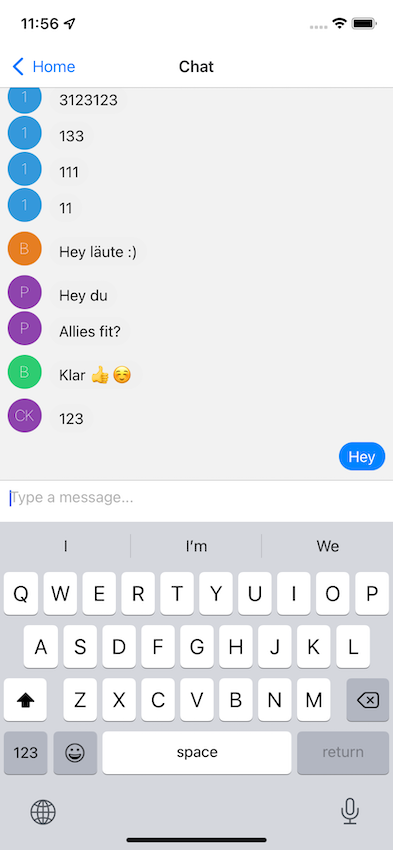 11:56
Home
Chat
1 3123123
1 133
1 111
1 11
B Hey läute :)
P Hey du
P Allies fit?
B Klar 👍☺️
CK 123
Hey
Type a message...
I I'm We
Q W E R T Y U I O P
A S D F G H J K L
Z X C V B N M
123 space return